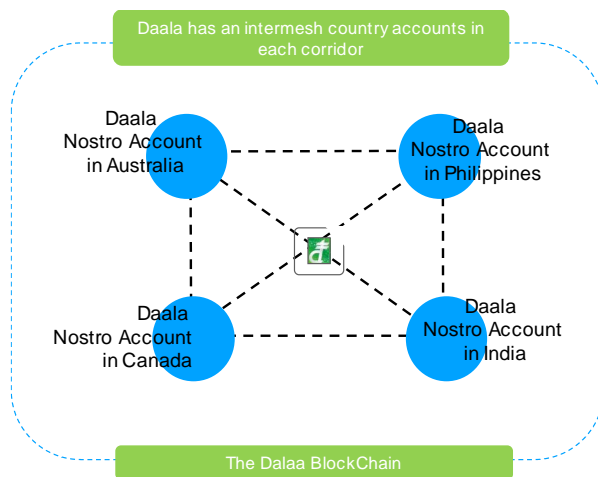 Daala has an intermesh country accounts in
each corridor
Daala
Nostro Account
in Australia
Daala
Nostro Account
in Philippines
Daala
Nostro Account
in Canada
Daala
Nostro Account
in India
The Dalaa BlockChain